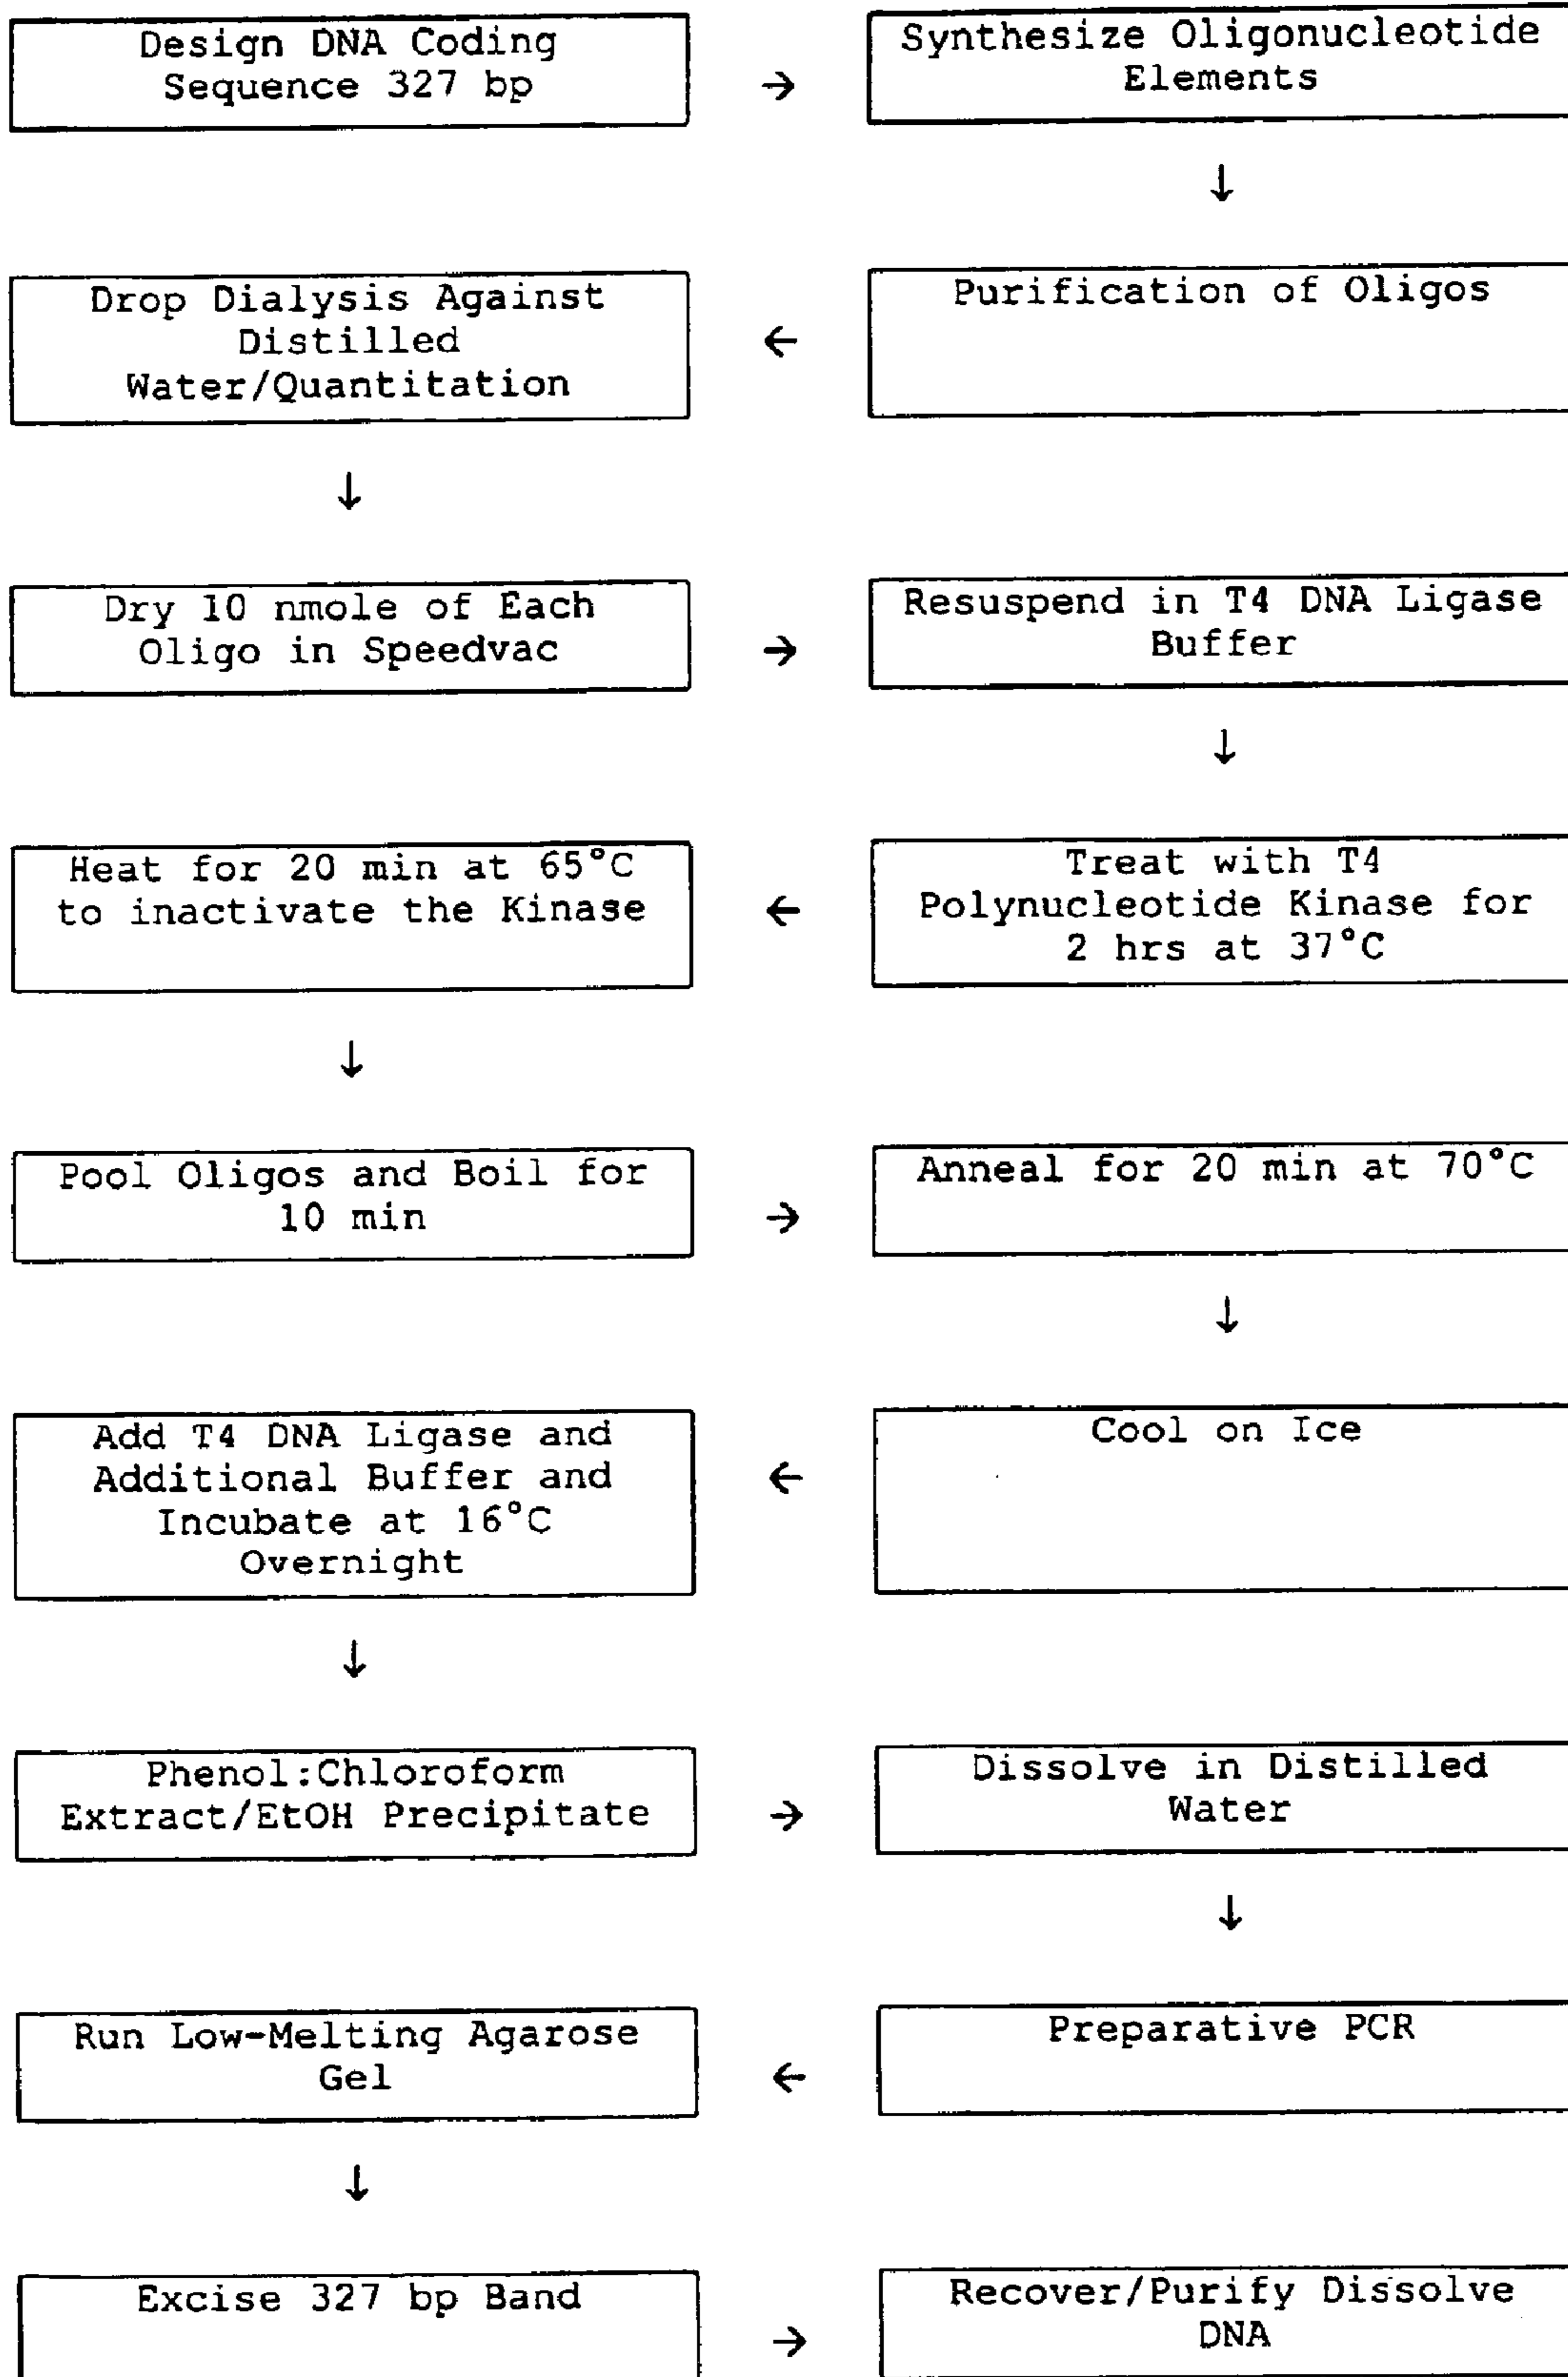 Design DNA Coding
Sequence 327 bp
→
Synthesize Oligonucleotide
Elements
↓
Purification of Oligos
←
Drop Dialysis Against
Distilled
Water/Quantitation
↓
Dry 10 nmole of Each
Oligo in Speedvac
→
Resuspend in T4 DNA Ligase
Buffer
↓
Treat with T4
Polynucleotide Kinase for
2 hrs at 37°C
←
Heat for 20 min at 65°C
to inactivate the Kinase
↓
Pool Oligos and Boil for
10 min
→
Anneal for 20 min at 70°C
↓
Cool on Ice
←
Add T4 DNA Ligase and
Additional Buffer and
Incubate at 16°C
Overnight
↓
Phenol:Chloroform
Extract/EtOH Precipitate
→
Dissolve in Distilled
Water
↓
Preparative PCR
←
Run Low-Melting Agarose
Gel
↓
Excise 327 bp Band
→
Recover/Purify Dissolve
DNA